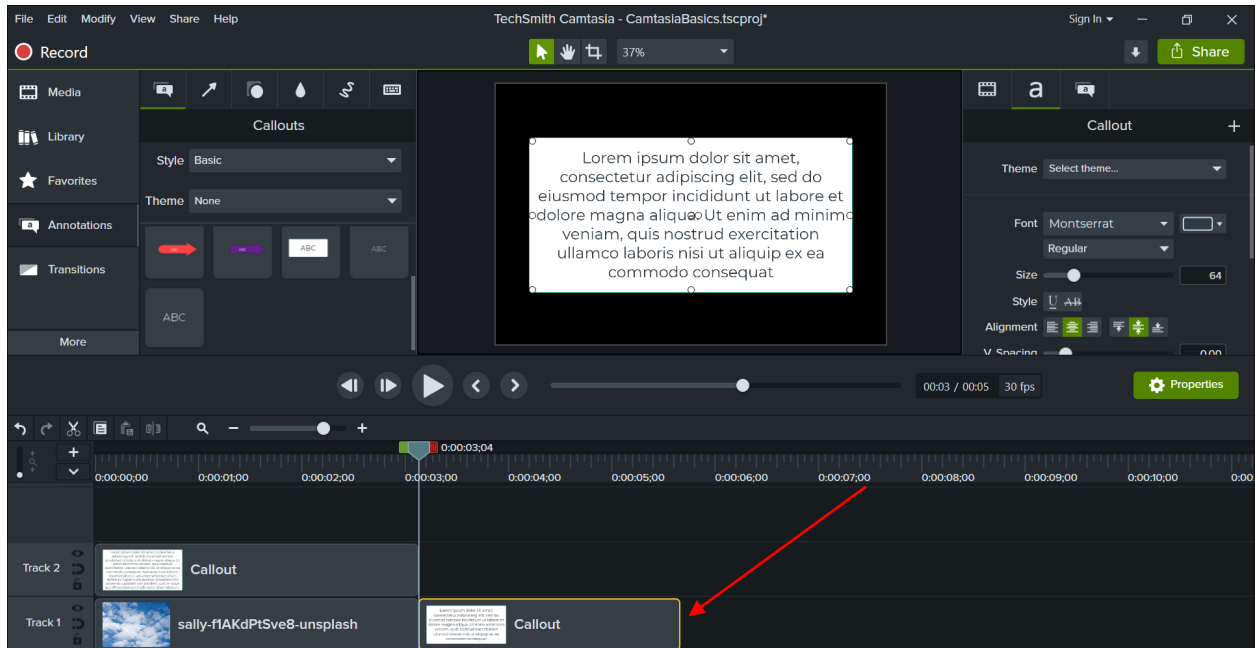 File Edit Modify View Share Help
TechSmith Camtasia - CamtasiaBasics.tscproj*
Sign In
Record
37%
Share
Media
Library
Favorites
Annotations
Transitions
More
Callouts
Style Basic
Theme None
ABC
ABC
ABC
Lorem ipsum dolor sit amet,
consectetur adipiscing elit, sed do
eiusmod tempor incididunt ut labore et
dolore magna aliqua. Ut enim ad minim
veniam, quis nostrud exercitation
ullamco laboris nisi ut aliquip ex ea
commodo consequat
a
Callout
Theme Select theme...
Font Montserrat
Regular
Size 64
Style U AB
Alignment
V. Spacing 0.00
00:03 / 00:05 30 fps
Properties
0:00:03;04
0:00:00;00 0:00:01;00 0:00:02;00 0:00:03;00 0:00:04;00 0:00:05;00 0:00:06;00 0:00:07;00 0:00:08;00 0:00:09;00 0:00:10;00 0:00
Track 2
Callout
Track 1
sally-f1AKdPtSve8-unsplash
Callout